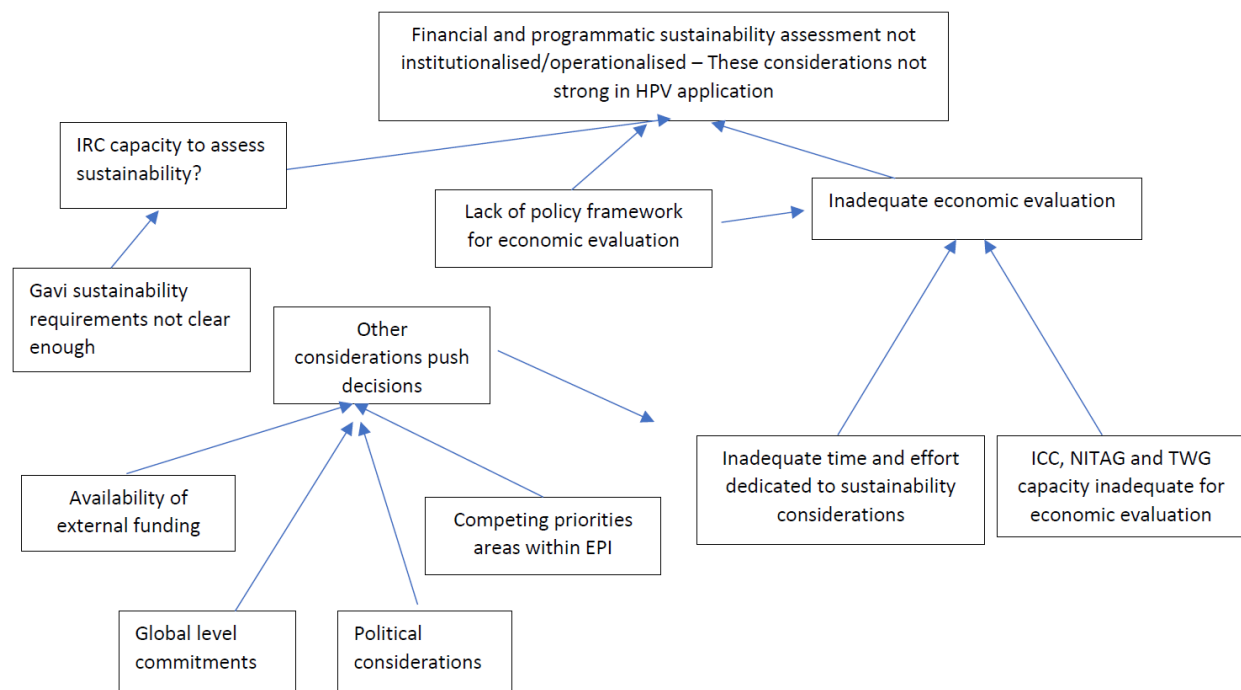 Financial and programmatic sustainability assessment not
institutionalised/operationalised – These considerations not
strong in HPV application
IRC capacity to assess
sustainability?
Lack of policy framework
for economic evaluation
Inadequate economic evaluation
Gavi sustainability
requirements not clear
enough
Other
considerations push
decisions
Availability of
external funding
Competing priorities
areas within EPI
Inadequate time and effort
dedicated to sustainability
considerations
ICC, NITAG and TWG
capacity inadequate for
economic evaluation
Global level
commitments
Political
considerations